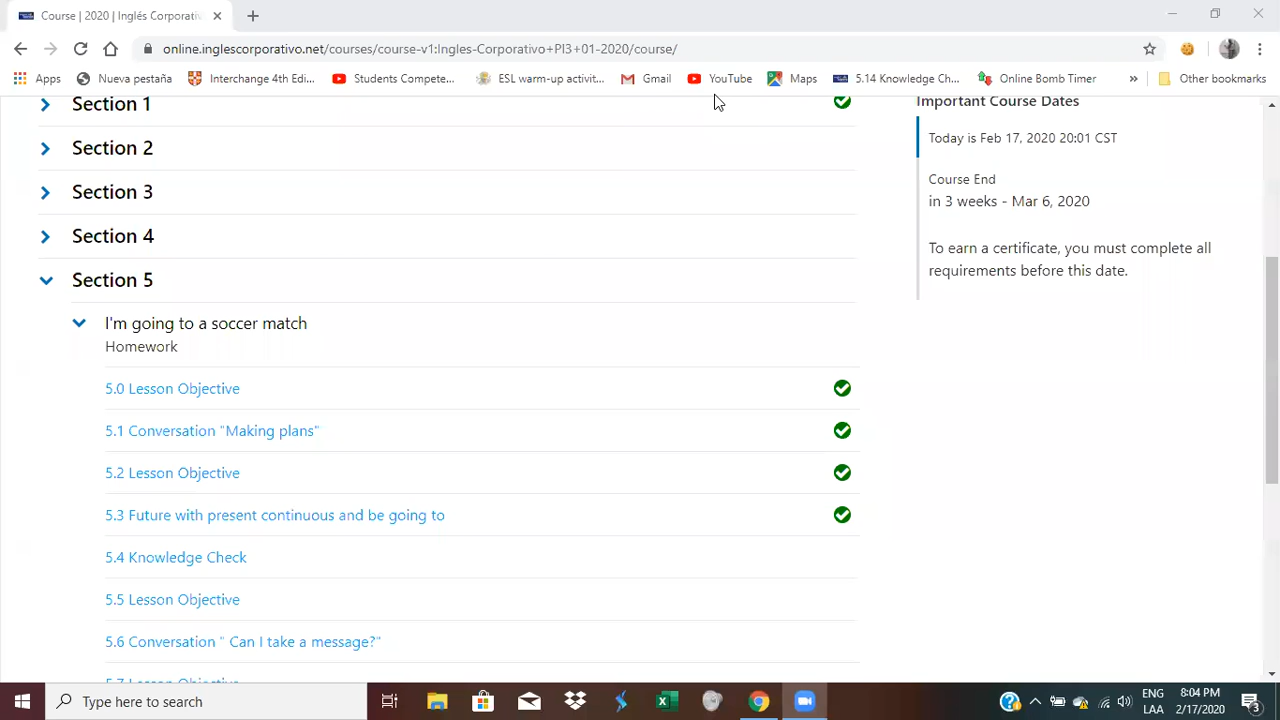 Course | 2020 | Inglés Corporativ
online.inglescorporativo.net/courses/course-v1:Ingles-Corporativo+PI3+01-2020/course/
Apps Nueva pestaña Interchange 4th Edi... Students Compete... ESL warm-up activit... Gmail YouTube Maps 5.14 Knowledge Ch... Online Bomb Timer » Other bookmarks
Section 1
Section 2
Section 3
Section 4
Section 5
I'm going to a soccer match
Homework
5.0 Lesson Objective
5.1 Conversation "Making plans"
5.2 Lesson Objective
5.3 Future with present continuous and be going to
5.4 Knowledge Check
5.5 Lesson Objective
5.6 Conversation " Can I take a message?"
5.7 Lesson Objective
Important Course Dates
Today is Feb 17, 2020 20:01 CST
Course End
in 3 weeks - Mar 6, 2020
To earn a certificate, you must complete all
requirements before this date.
Type here to search
ENG
LAA
8:04 PM
2/17/2020
3